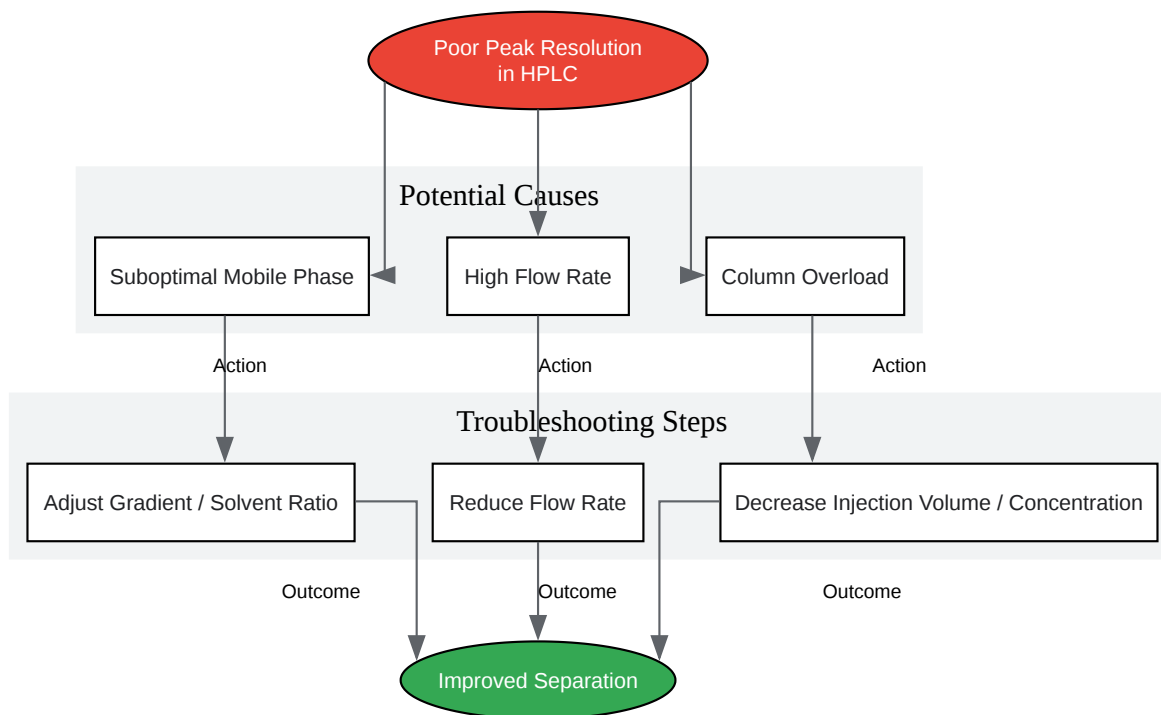 Poor Peak Resolution
in HPLC
Potential Causes
Suboptimal Mobile Phase
High Flow Rate
Column Overload
Action
Action
Action
Troubleshooting Steps
Adjust Gradient / Solvent Ratio
Reduce Flow Rate
Decrease Injection Volume / Concentration
Outcome
Outcome
Outcome
Improved Separation